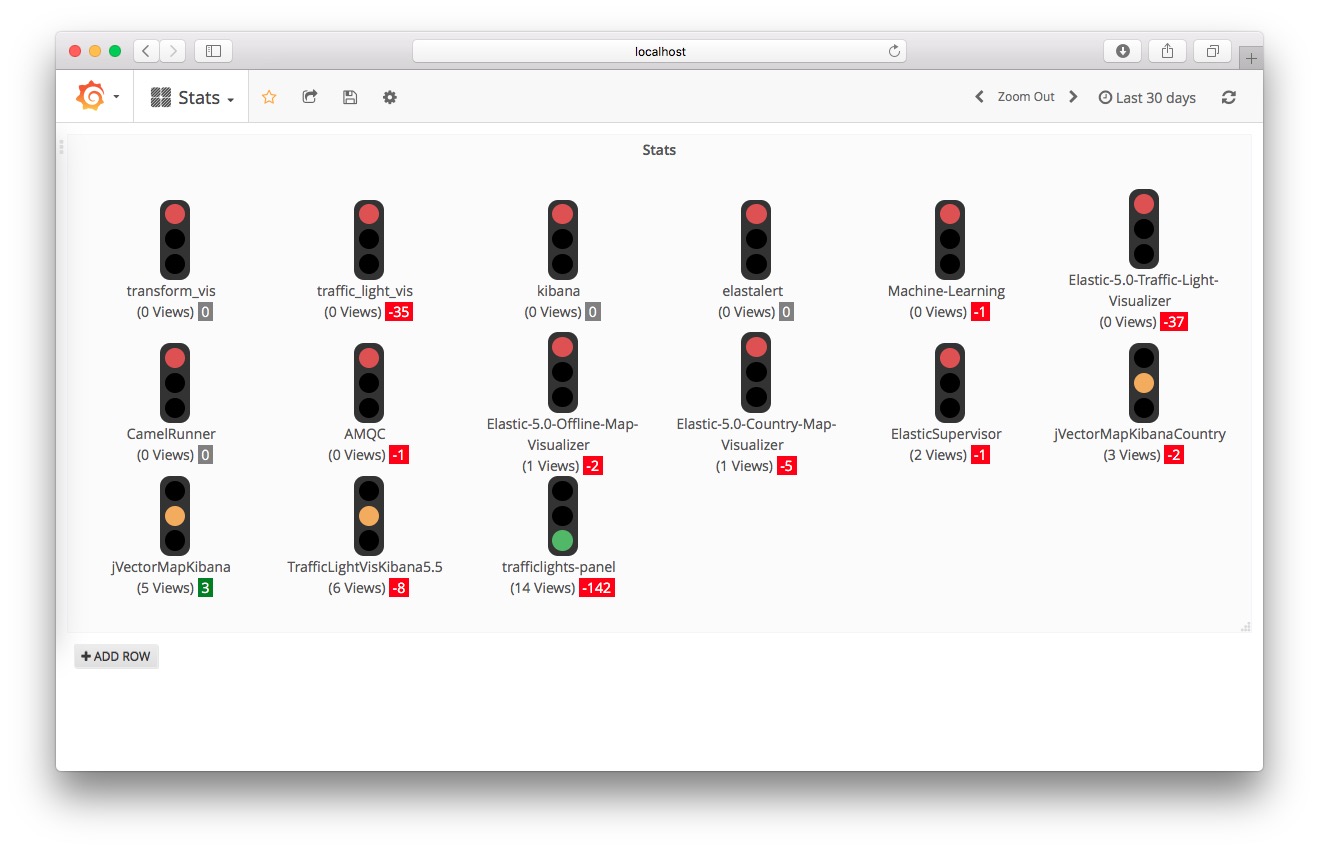 localhost
Stats
Zoom Out
Last 30 days
Stats
transform_vis
(0 Views) 0
traffic_light_vis
(0 Views) -35
kibana
(0 Views) 0
elastalert
(0 Views) 0
Machine-Learning
(0 Views) -1
Elastic-5.0-Traffic-Light-
Visualizer
(0 Views) -37
CamelRunner
(0 Views) 0
AMQC
(0 Views) -1
Elastic-5.0-Offline-Map-
Visualizer
(1 Views) -2
Elastic-5.0-Country-Map-
Visualizer
(1 Views) -5
ElasticSupervisor
(2 Views) -1
jVectorMapKibanaCountry
(3 Views) -2
jVectorMapKibana
(5 Views) 3
TrafficLightVisKibana5.5
(6 Views) -8
trafficlights-panel
(14 Views) -142
+ ADD ROW